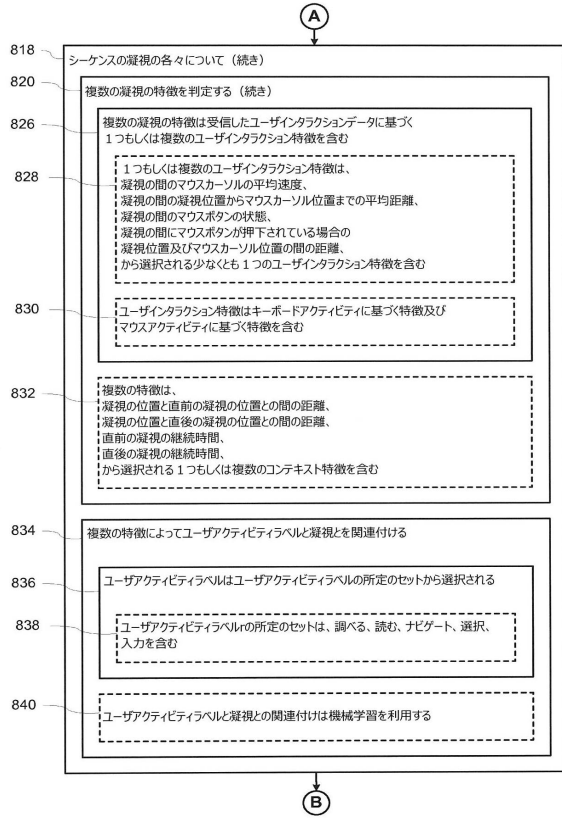 A
818
シーケンスの凝視の各々について（続き）
820
複数の凝視の特徴を判定する（続き）
826
複数の凝視の特徴は受信したユーザインタラクションデータに基づく
１つもしくは複数のユーザインタラクション特徴を含む
828
１つもしくは複数のユーザインタラクション特徴は、
凝視の間のマウスカーソルの平均速度、
凝視の間の凝視位置からマウスカーソル位置までの平均距離、
凝視の間のマウスボタンの状態、
凝視の間にマウスボタンが押下されている場合の
凝視位置及びマウスカーソル位置の間の距離、
から選択される少なくとも１つのユーザインタラクション特徴を含む
830
ユーザインタラクション特徴はキーボードアクティビティに基づく特徴及び
マウスアクティビティに基づく特徴を含む
832
複数の特徴は、
凝視の位置と直前の凝視の位置との間の距離、
凝視の位置と直後の凝視の位置との間の距離、
直前の凝視の継続時間、
直後の凝視の継続時間、
から選択される１つもしくは複数のコンテキスト特徴を含む
834
複数の特徴によってユーザアクティビティラベルと凝視とを関連付ける
836
ユーザアクティビティラベルはユーザアクティビティラベルの所定のセットから選択される
838
ユーザアクティビティラベルrの所定のセットは、調べる、読む、ナビゲート、選択、
入力を含む
840
ユーザアクティビティラベルと凝視との関連付けは機械学習を利用する
B